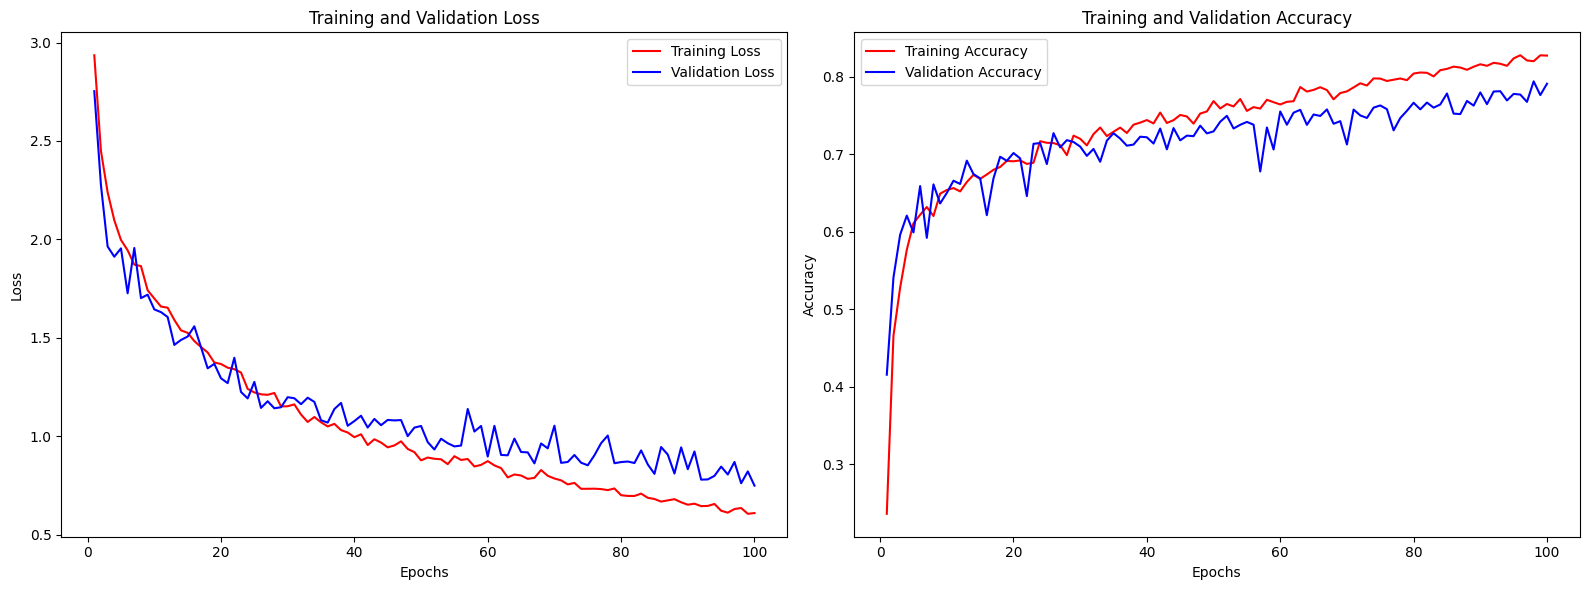 Training and Validation Loss
3.0
2.5
2.0
1.5
1.0
0.5
Loss
Training Loss
Validation Loss
0 20 40 60 80 100
Epochs
Training and Validation Accuracy
Training Accuracy
Validation Accuracy
0.8
0.7
0.6
0.5
0.4
0.3
Accuracy
0 20 40 60 80 100
Epochs